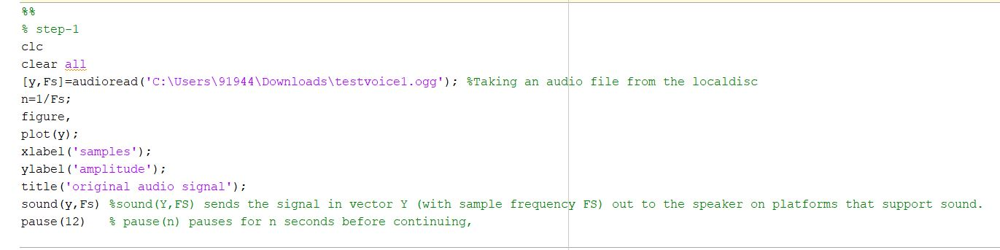 %%
% step-1
clc
clear all
[y,Fs]=audioread('C:\Users\91944\Downloads\testvoice1.ogg'); %Taking an audio file from the localdisc
n=1/Fs;
figure,
plot(y);
xlabel('samples');
ylabel('amplitude');
title('original audio signal');
sound(y,Fs) %sound(Y,FS) sends the signal in vector Y (with sample frequency FS) out to the speaker on platforms that support sound.
pause(12)   % pause(n) pauses for n seconds before continuing,